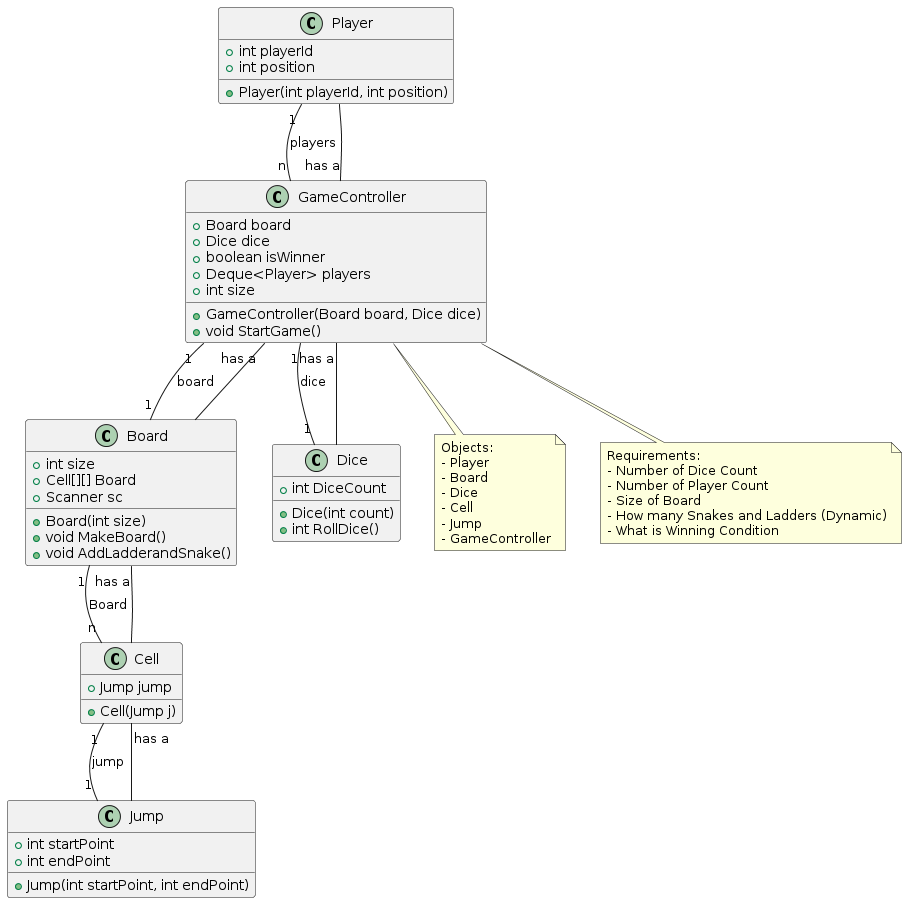 C Player
int playerId
int position
Player(int playerId, int position)
1
players
n
has a
C GameController
Board board
Dice dice
boolean isWinner
Deque<Player> players
int size
GameController(Board board, Dice dice)
void StartGame()
1
has a
board
1
1
has a
dice
1
C Board
int size
Cell[][] Board
Scanner sc
Board(int size)
void MakeBoard()
void AddLadderandSnake()
C Dice
int DiceCount
Dice(int count)
int RollDice()
Objects:
- Player
- Board
- Dice
- Cell
- Jump
- GameController
Requirements:
- Number of Dice Count
- Number of Player Count
- Size of Board
- How many Snakes and Ladders (Dynamic)
- What is Winning Condition
1
has a
Board
n
C Cell
Jump jump
Cell(Jump j)
1
has a
jump
1
C Jump
int startPoint
int endPoint
Jump(int startPoint, int endPoint)